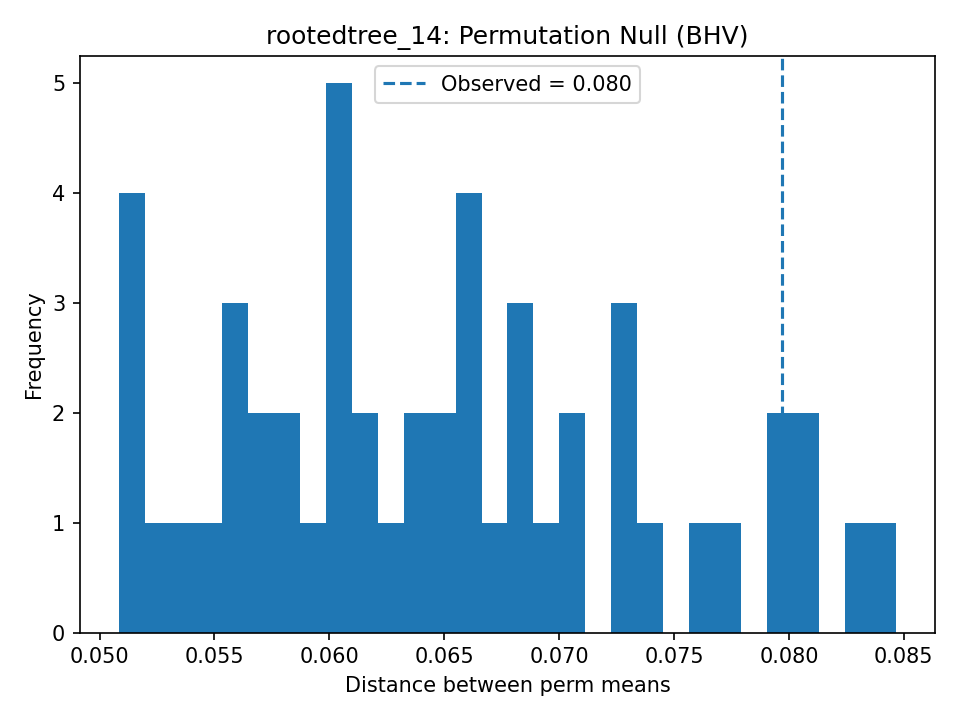 rootedtree_14: Permutation Null (BHV)
Observed = 0.080
Frequency
5
4
3
2
1
0
0.050 0.055 0.060 0.065 0.070 0.075 0.080 0.085
Distance between perm means